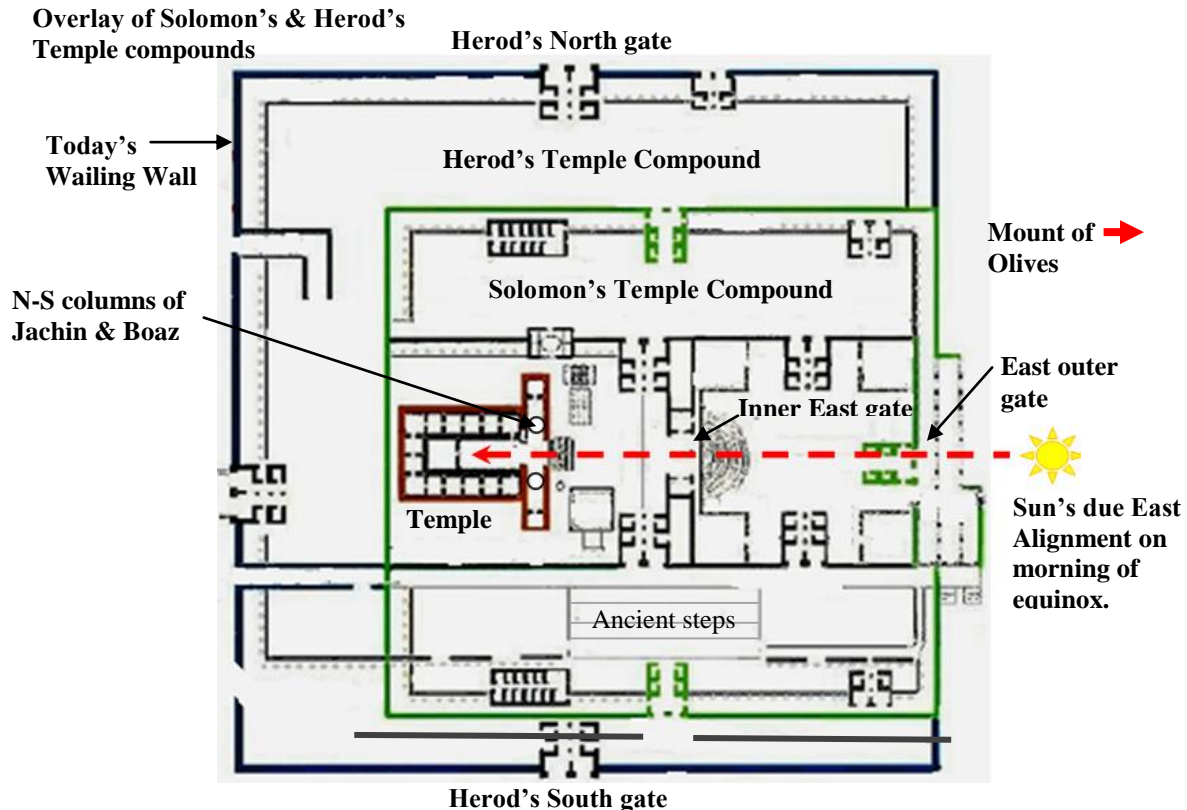 Overlay of Solomon’s & Herod’s
Temple compounds
Herod’s North gate
Today’s
Wailing Wall
Herod’s Temple Compound
Mount of
Olives
N-S columns of
Jachin & Boaz
Solomon’s Temple Compound
East outer
gate
Inner East gate
Temple
Sun’s due East
Alignment on
morning of
equinox.
Ancient steps
Herod’s South gate